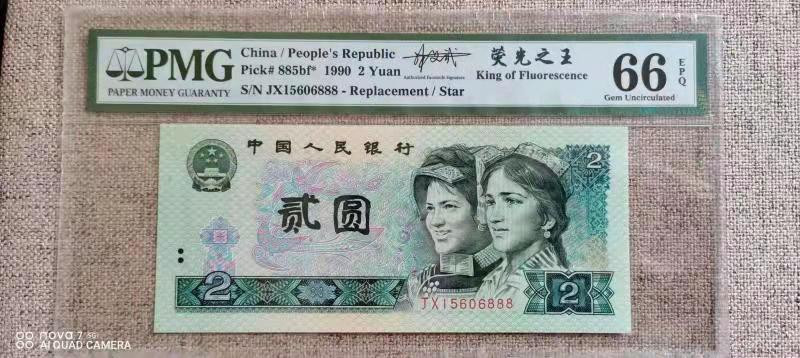 PMG
PAPER MONEY GUARANTY
China / People's Republic
Pick# 885bf* 1990 2 Yuan
S/N JX15606888 - Replacement / Star
Authorized Facsimile Signature
荧光之王
King of Fluorescence
66 EPQ
Gem Uncirculated
中国人民银行
2
贰圆
2
JX15606888
2
nova 7 5G
AI QUAD CAMERA